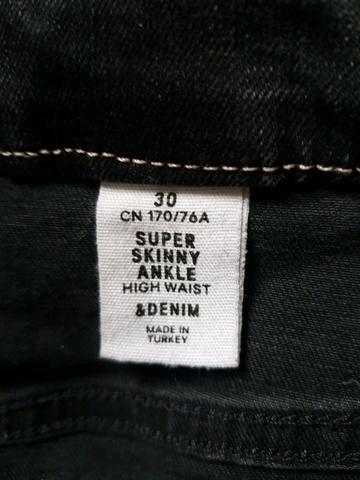 30
CN 170/76A
SUPER
SKINNY
ANKLE
HIGH WAIST
&DENIM
MADE IN
TURKEY